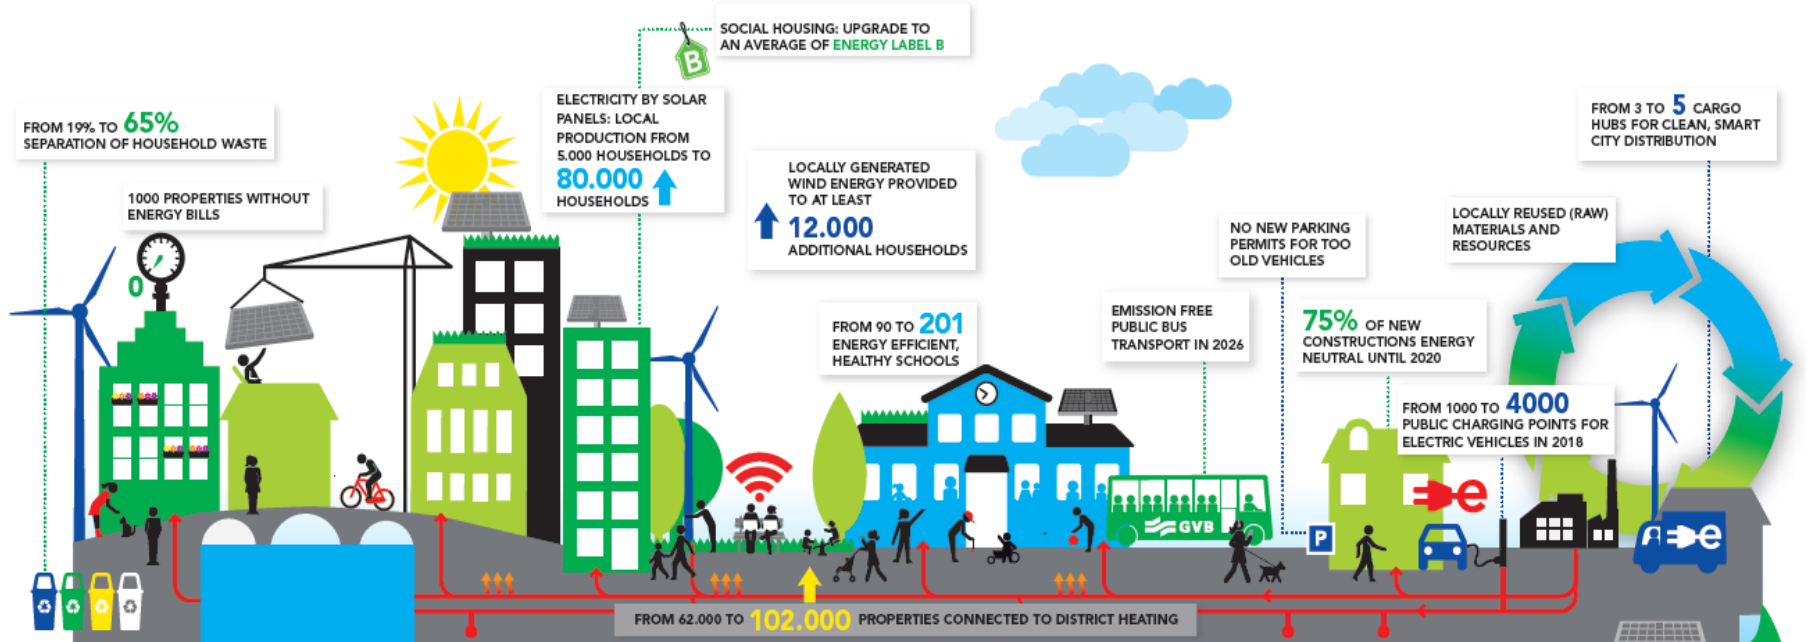 SOCIAL HOUSING: UPGRADE TO
AN AVERAGE OF ENERGY LABEL B
B
FROM 19% TO 65%
SEPARATION OF HOUSEHOLD WASTE
1000 PROPERTIES WITHOUT
ENERGY BILLS
0
ELECTRICITY BY SOLAR
PANELS: LOCAL
PRODUCTION FROM
5.000 HOUSEHOLDS TO
80.000
HOUSEHOLDS
LOCALLY GENERATED
WIND ENERGY PROVIDED
TO AT LEAST
12.000
ADDITIONAL HOUSEHOLDS
FROM 90 TO 201
ENERGY EFFICIENT,
HEALTHY SCHOOLS
EMISSION FREE
PUBLIC BUS
TRANSPORT IN 2026
GVB
NO NEW PARKING
PERMITS FOR TOO
OLD VEHICLES
P
75% OF NEW
CONSTRUCTIONS ENERGY
NEUTRAL UNTIL 2020
FROM 1000 TO 4000
PUBLIC CHARGING POINTS FOR
ELECTRIC VEHICLES IN 2018
e
LOCALLY REUSED (RAW)
MATERIALS AND
RESOURCES
FROM 3 TO 5 CARGO
HUBS FOR CLEAN, SMART
CITY DISTRIBUTION
e
FROM 62.000 TO 102.000 PROPERTIES CONNECTED TO DISTRICT HEATING